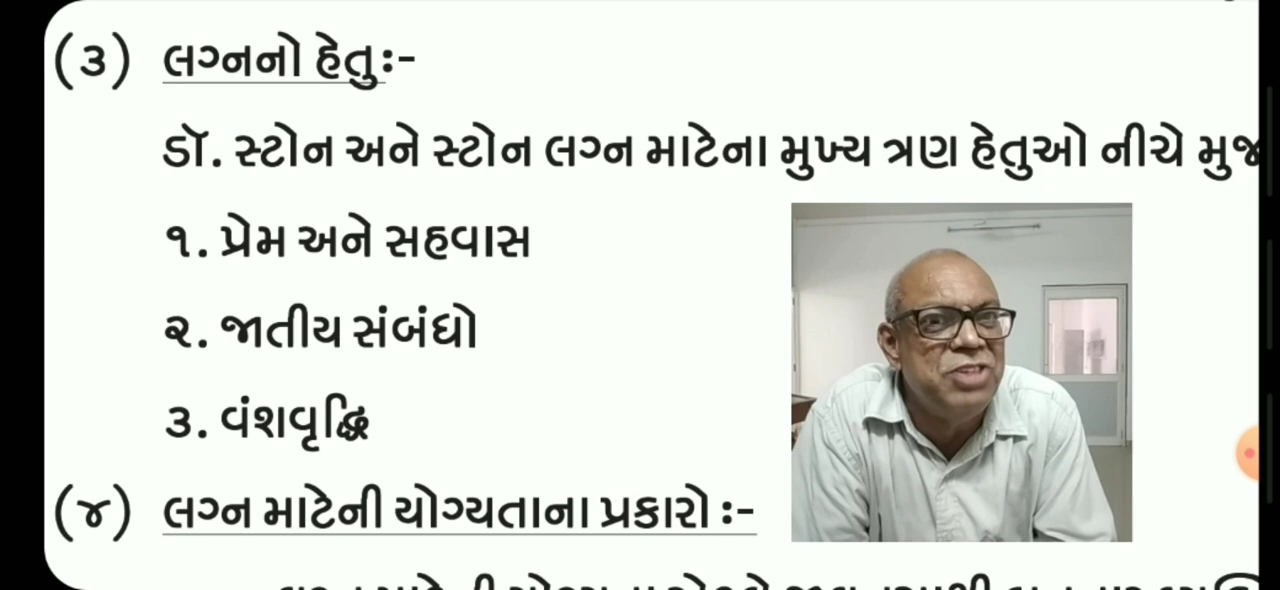 (૩) લગ્નનો હેતુઃ-
ડૉ. સ્ટોન અને સ્ટોન લગ્ન માટેના મુખ્ય ત્રણ હેતુઓ નીચે
૧. પ્રેમ અને સહવાસ
૨. જાતીય સંબંધો
૩. વંશવૃદ્ધિ
(૪) લગ્ન માટેની યોગ્યતાના પ્રકારો ઃ-